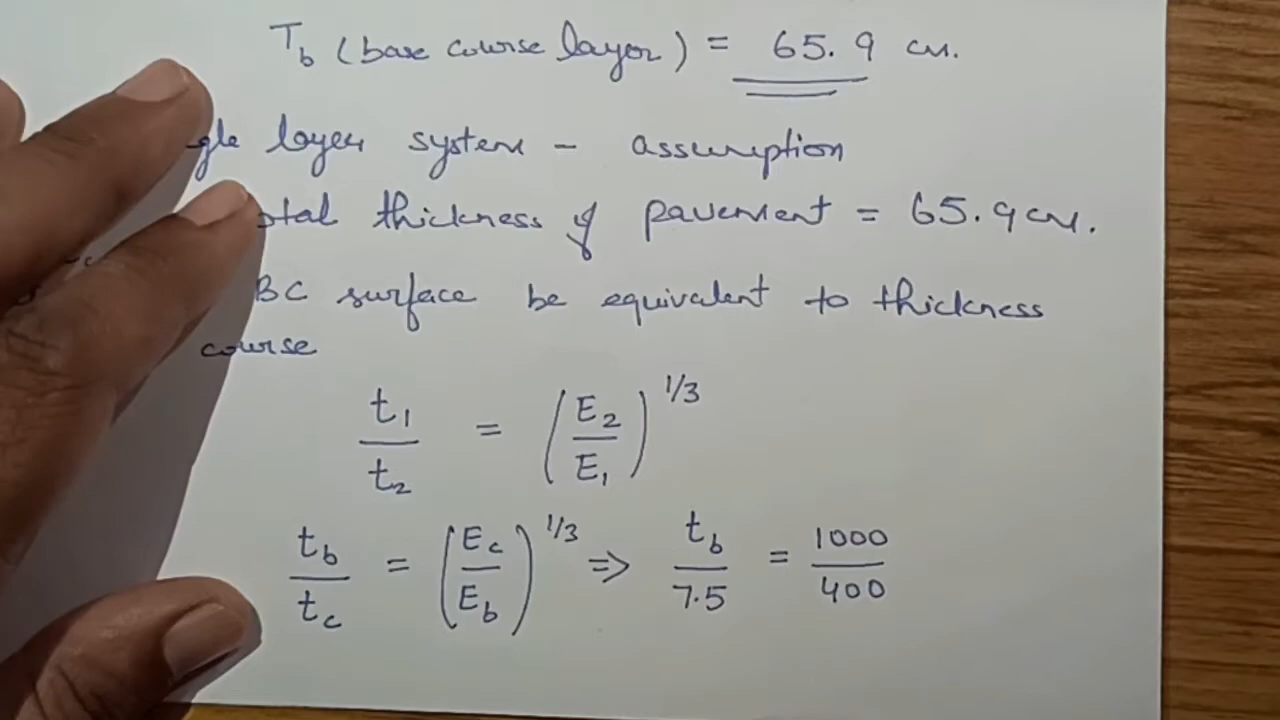 T_b (base course layer) = 65.9 cm.
gle layer system - assumption
otal thickness of pavement = 65.9 cm.
BC surface be equivalent to thickness
course
t_1 / t_2 = (E_2 / E_1)^1/3
t_b / t_c = (E_c / E_b)^1/3 => t_b / 7.5 = 1000 / 400